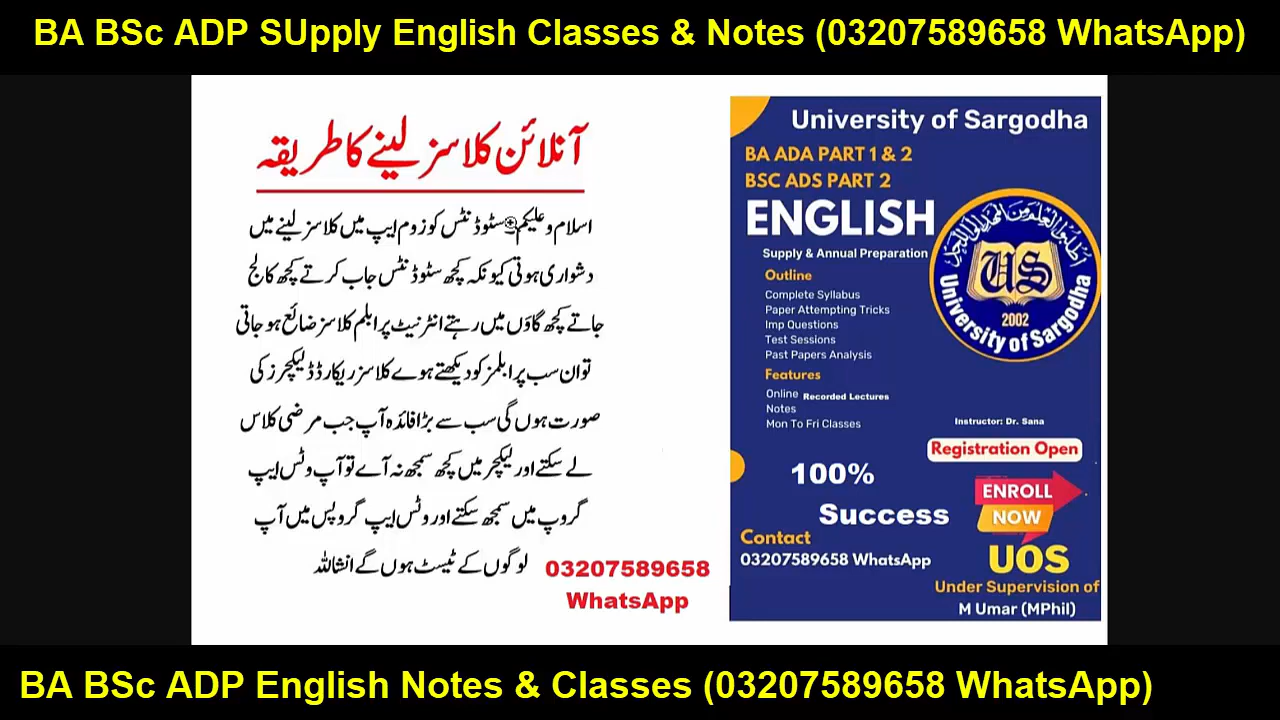 BA BSc ADP SUpply English Classes & Notes (03207589658 WhatsApp)
آنلائن کلاسز لینے کا طریقہ
اسلام و علیکم سٹوڈنٹس کو زوم ایپ میں کلاسز لینے میں
دشواری ہوتی کیونکہ کچھ سٹوڈنٹس جاب کرتے کچھ کالج
جاتے کچھ گاؤں میں رہتے انٹرنیٹ پرابلم کلاسز ضائع ہو جاتی
تو ان سب پرابلمز کو دیکھتے ہوے کلاسز ریکارڈڈ لیکچرز کی
صورت ہوں گی سب سے بڑا فائدہ آپ جب مرضی کلاس
لے سکتے اور لیکچر میں کچھ سمجھ نہ آے تو آپ وٹس ایپ
گروپ میں سمجھ سکتے اور وٹس ایپ گروپس میں آپ
لوگوں کے ٹیسٹ ہوں گے انشاللہ
03207589658
WhatsApp
University of Sargodha
BA ADA PART 1 & 2
BSC ADS PART 2
ENGLISH
Supply & Annual Preparation
Outline
Complete Syllabus
Paper Attempting Tricks
Imp Questions
Test Sessions
Past Papers Analysis
Features
Online Recorded Lectures
Notes
Mon To Fri Classes
US
2002
University of Sargodha
Instructor: Dr. Sana
Registration Open
100%
Success
ENROLL
NOW
Contact
03207589658 WhatsApp
UOS
Under Supervision of
M Umar (MPhil)
BA BSc ADP English Notes & Classes (03207589658 WhatsApp)